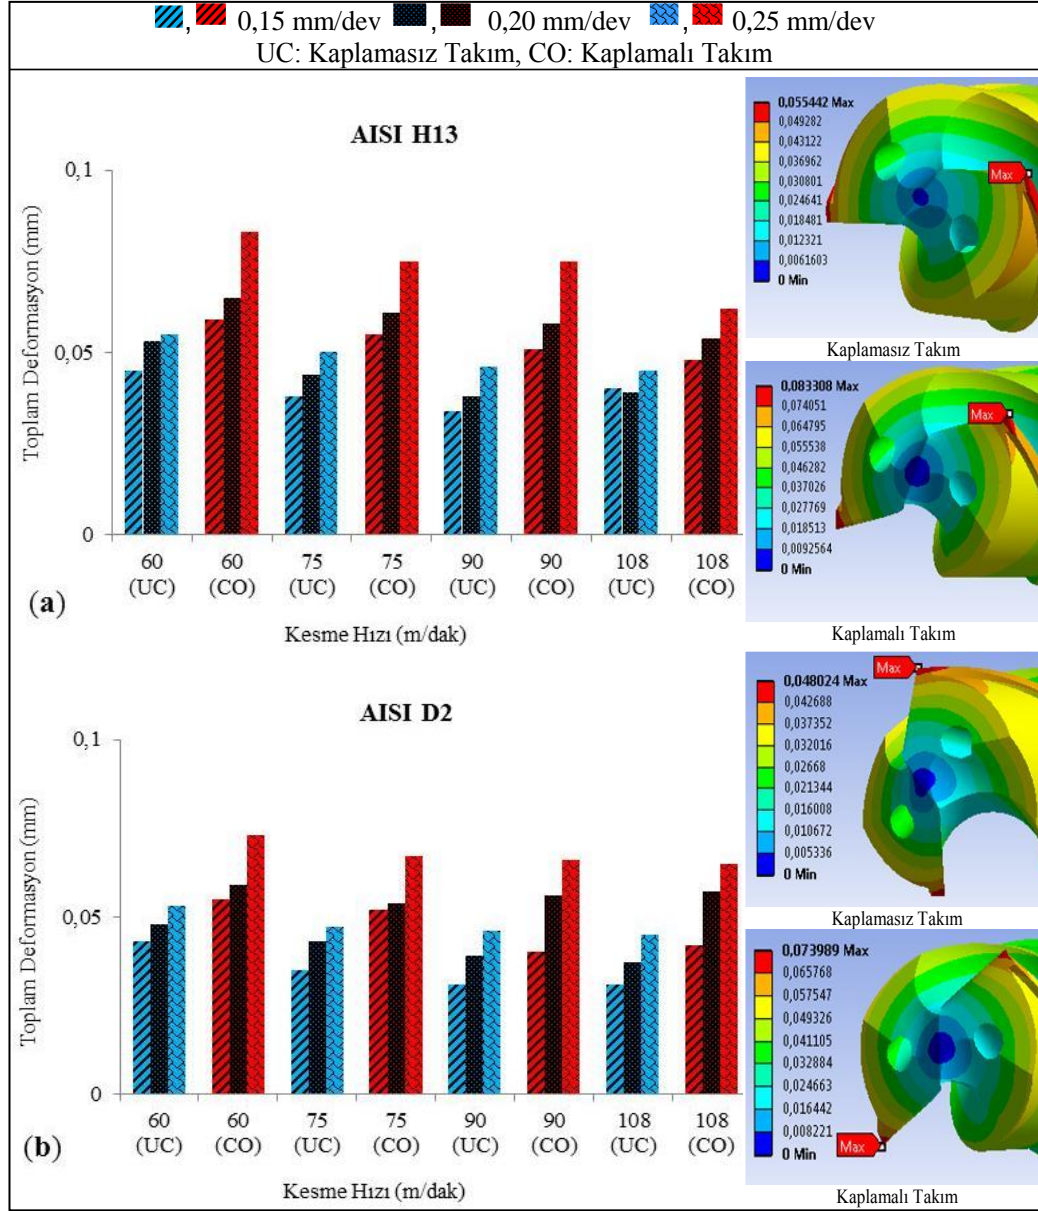 , 0,15 mm/dev , 0,20 mm/dev , 0,25 mm/dev
UC: Kaplamasız Takım, CO: Kaplamalı Takım
AISI H13
Toplam Deformasyon (mm)
0,1
0,05
0
60 60 75 75 90 90 108 108
(UC) (CO) (UC) (CO) (UC) (CO) (UC) (CO)
(a)
Kesme Hızı (m/dak)
0,055442 Max
0,049282
0,043122
0,036962
0,030801
0,024641
0,018481
0,012321
0,0061603
0 Min
Max
Kaplamasız Takım
0,083308 Max
0,074051
0,064795
0,055538
0,046282
0,037026
0,027769
0,018513
0,0092564
0 Min
Max
Kaplamalı Takım
AISI D2
Toplam Deformasyon (mm)
0,1
0,05
0
60 60 75 75 90 90 108 108
(UC) (CO) (UC) (CO) (UC) (CO) (UC) (CO)
(b)
Kesme Hızı (m/dak)
Max
0,048024 Max
0,042688
0,037352
0,032016
0,02668
0,021344
0,016008
0,010672
0,005336
0 Min
Kaplamasız Takım
0,073989 Max
0,065768
0,057547
0,049326
0,041105
0,032884
0,024663
0,016442
0,008221
0 Min
Max
Kaplamalı Takım